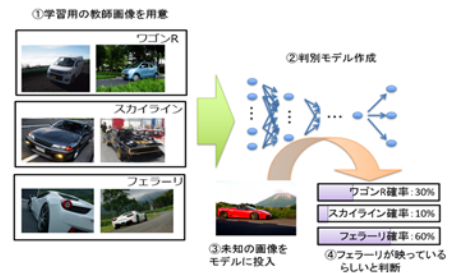 ①学習用の教師画像を用意
ワゴンR
スカイライン
フェラーリ
②判別モデル作成
③未知の画像を
モデルに投入
ワゴンR確率:30%
スカイライン確率:10%
フェラーリ確率:60%
④フェラーリが映っている
らしいと判断